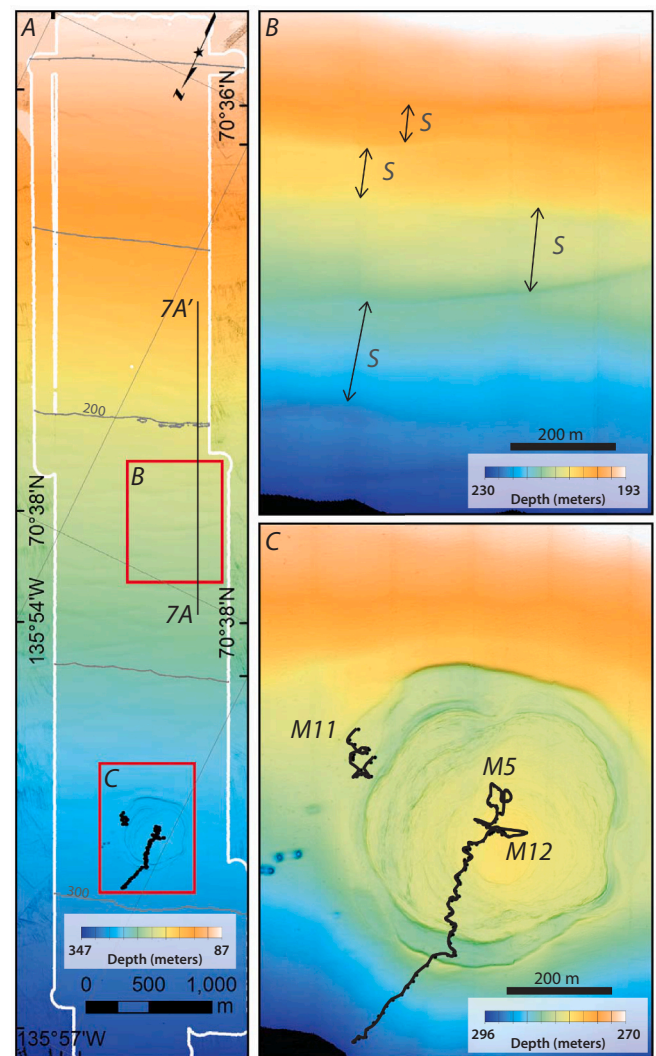 A
70°36'N
7A'
200
B
70°38'N
7A
135°54'W
70°38'N
C
300
347 87
Depth (meters)
0 500 1,000
m
135°57'W
B
S
S
S
S
200 m
230 193
Depth (meters)
C
M11
M5
M12
200 m
296 270
Depth (meters)